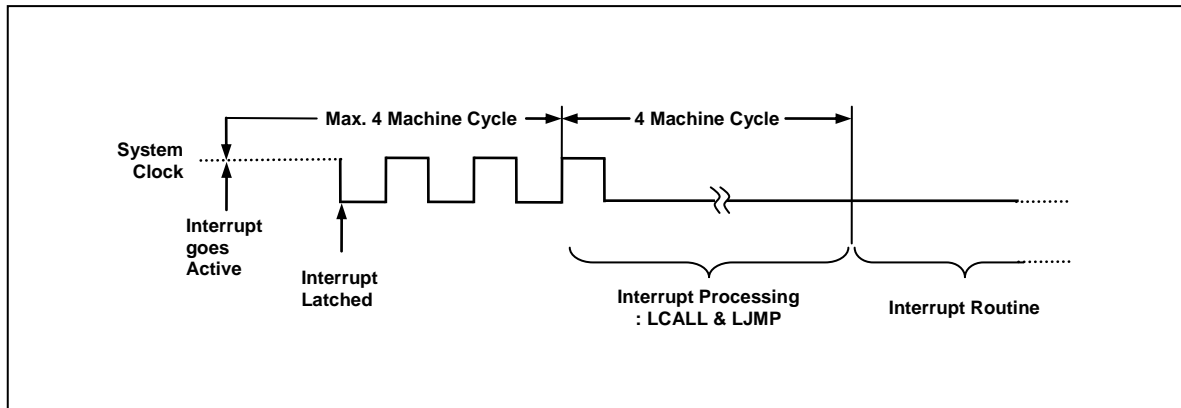 Max. 4 Machine Cycle
4 Machine Cycle
System
Clock
Interrupt
goes
Active
Interrupt
Latched
Interrupt Processing
: LCALL & LJMP
Interrupt Routine